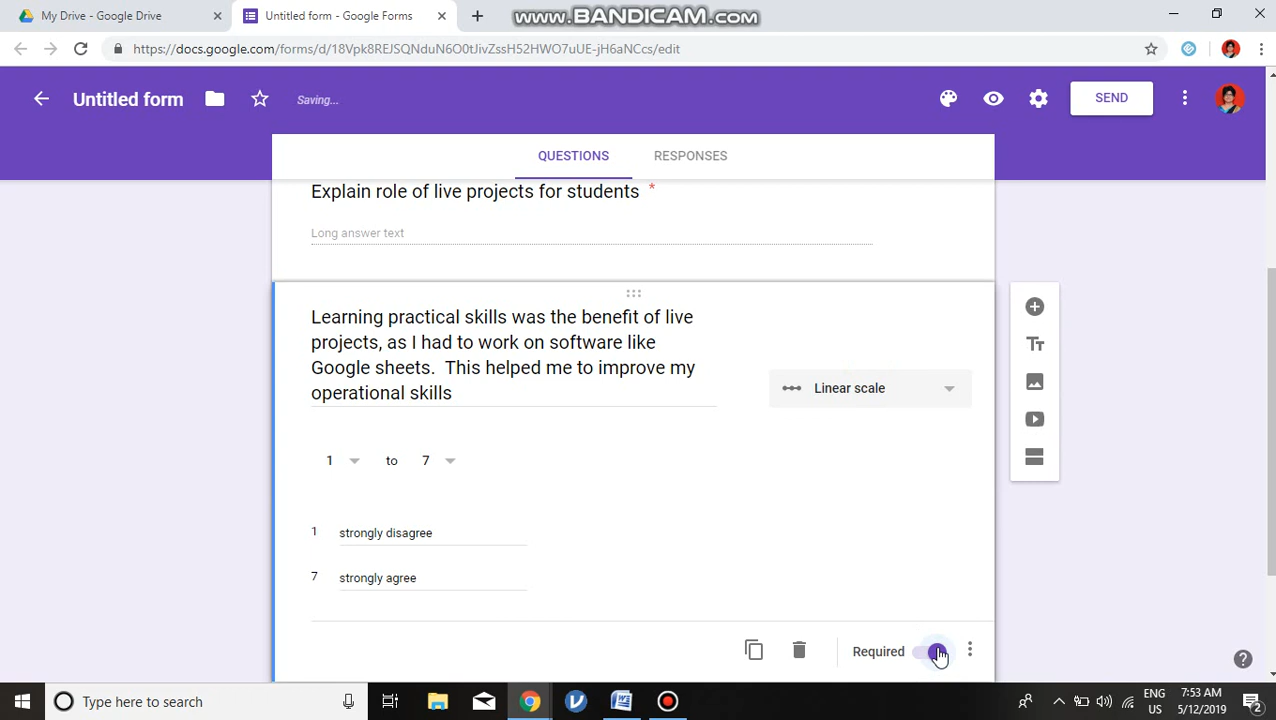 My Drive - Google Drive
Untitled form - Google Forms
WWW.BANDICAM.COM
https://docs.google.com/forms/d/18Vpk8REJSQNduN6O0tJivZssH52HWO7uUE-jH6aNCcs/edit
Untitled form
Saving...
SEND
QUESTIONS
RESPONSES
Explain role of live projects for students *
Long answer text
Learning practical skills was the benefit of live
projects, as I had to work on software like
Google sheets. This helped me to improve my
operational skills
Linear scale
1 to 7
1 strongly disagree
7 strongly agree
Required
Type here to search
ENG
US
7:53 AM
5/12/2019
2